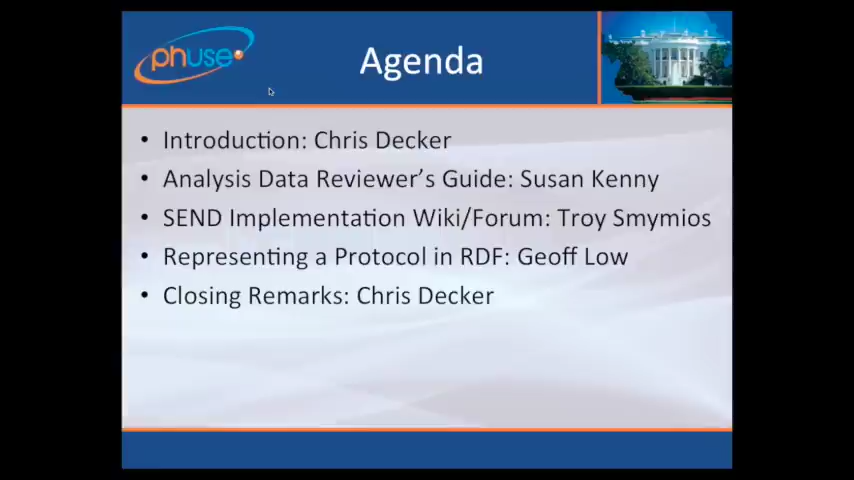 phuse
Agenda
• Introduction: Chris Decker
• Analysis Data Reviewer's Guide: Susan Kenny
• SEND Implementation Wiki/Forum: Troy Smymios
• Representing a Protocol in RDF: Geoff Low
• Closing Remarks: Chris Decker